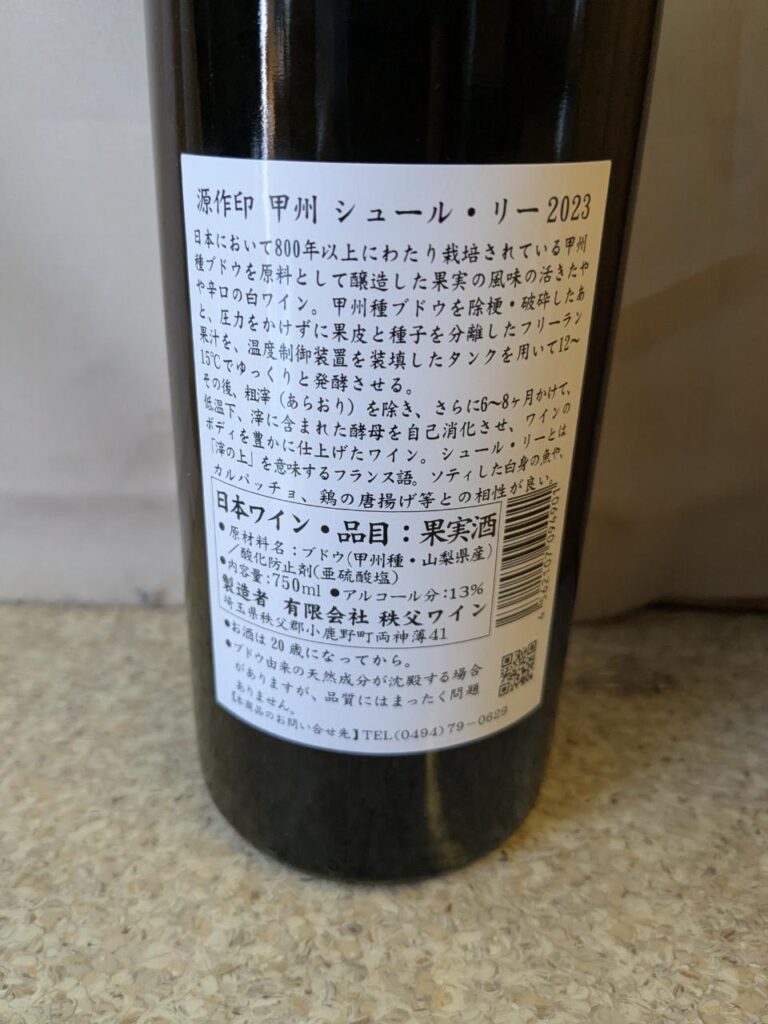 源作印 甲州 シュール・リー2023
日本において800年以上にわたり栽培されている甲州
種ブドウを原料として醸造した果実の風味の活きたや
や辛口の白ワイン。甲州種ブドウを除梗・破砕したあ
と、圧力をかけずに果皮と種子を分離したフリーラン
果汁を、温度制御装置を装填したタンクを用いて12〜
15℃でゆっくりと発酵させる。
その後、粗滓（あらおり）を除き、さらに6〜8ヶ月かけて、
低温下、滓に含まれた酵母を自己消化させ、ワインの
ボディを豊かに仕上げたワイン。シュール・リーとは
「滓の上」を意味するフランス語。ソティした白身の魚や、
カルパッチョ、鶏の唐揚げ等との相性が良い。
日本ワイン・品目：果実酒
●原材料名：ブドウ(甲州種・山梨県産)
／酸化防止剤(亜硫酸塩)
●内容量：750ml ●アルコール分：13%
製造者 有限会社 秩父ワイン
埼玉県秩父郡小鹿野町両神薄41
●お酒は20歳になってから。
●ブドウ由来の天然成分が沈殿する場合
がありますが、品質にはまったく問題
ありません。
【本商品のお問い合せ先】TEL(0494)79-0629
4562107094901